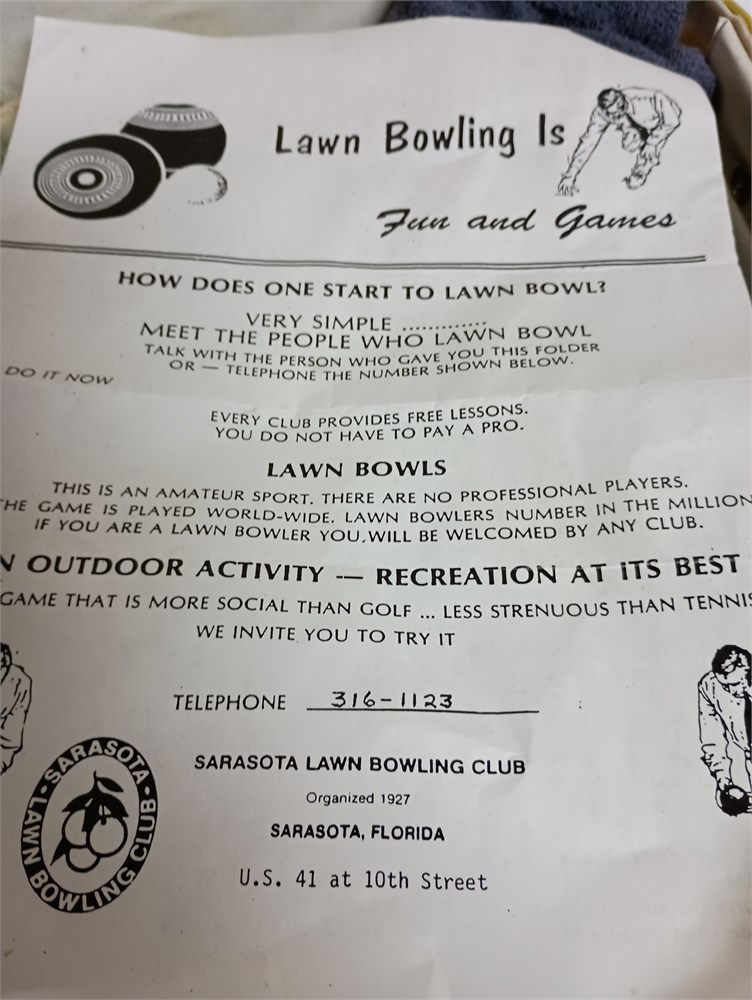 Lawn Bowling Is
Fun and Games
HOW DOES ONE START TO LAWN BOWL?
VERY SIMPLE ............
MEET THE PEOPLE WHO LAWN BOWL
TALK WITH THE PERSON WHO GAVE YOU THIS FOLDER
OR — TELEPHONE THE NUMBER SHOWN BELOW.
DO IT NOW
EVERY CLUB PROVIDES FREE LESSONS.
YOU DO NOT HAVE TO PAY A PRO.
LAWN BOWLS
THIS IS AN AMATEUR SPORT. THERE ARE NO PROFESSIONAL PLAYERS.
HE GAME IS PLAYED WORLD-WIDE. LAWN BOWLERS NUMBER IN THE MILLION
IF YOU ARE A LAWN BOWLER YOU.WILL BE WELCOMED BY ANY CLUB.
N OUTDOOR ACTIVITY — RECREATION AT ITS BEST
GAME THAT IS MORE SOCIAL THAN GOLF ... LESS STRENUOUS THAN TENNIS
WE INVITE YOU TO TRY IT
TELEPHONE 316-1123 :
SARASOTA LAWN BOWLING CLUB
Organized 1927
SARASOTA, FLORIDA
U.S. 41 at 10th Street
• SARASOTA • LAWN BOWLING CLUB